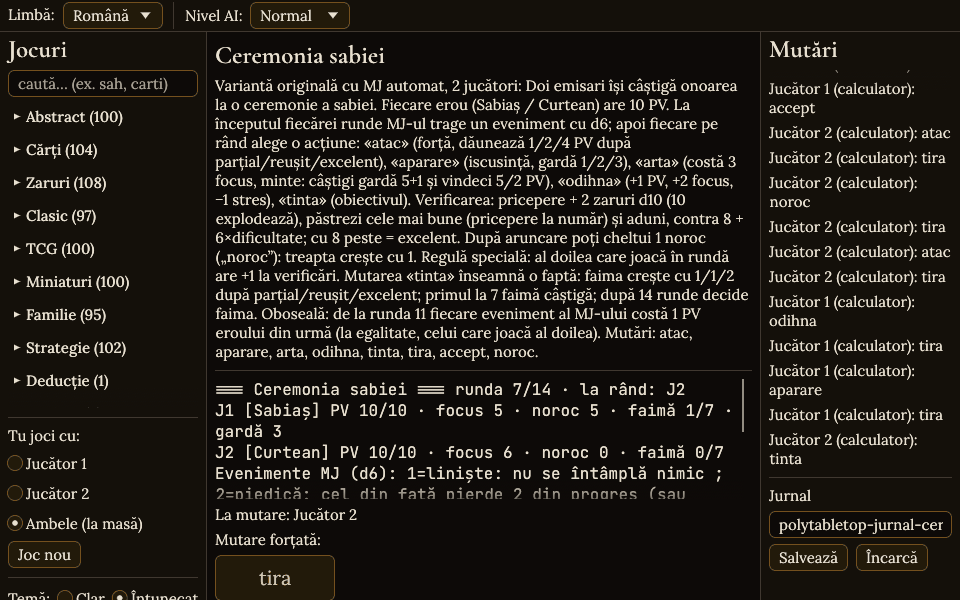 Limbă: Română ▼ Nivel AI: Normal ▼
Jocuri
caută... (ex. sah, carti)
▸ Abstract (100)
▸ Cărți (104)
▸ Zaruri (108)
▸ Clasic (97)
▸ TCG (100)
▸ Miniaturi (100)
▸ Familie (95)
▸ Strategie (102)
▸ Deducție (1)
Tu joci cu:
Jucător 1
Jucător 2
Ambele (la masă)
Joc nou
Temă: Clar Întunecat
Ceremonia sabiei
Variantă originală cu MJ automat, 2 jucători: Doi emisari își câștigă onoarea
la o ceremonie a sabiei. Fiecare erou (Sabiaș / Curtean) are 10 PV. La
începutul fiecărei runde MJ-ul trage un eveniment cu d6; apoi fiecare pe
rând alege o acțiune: «atac» (forță, dăunează 1/2/4 PV după
parțial/reușit/excelent), «aparare» (iscusință, gardă 1/2/3), «arta» (costă 3
focus, minte: câștigi gardă 5+1 și vindeci 5/2 PV), «odihna» (+1 PV, +2 focus,
−1 stres), «tinta» (obiectivul). Verificarea: pricepere + 2 zaruri d10 (10
explodează), păstrezi cele mai bune (pricepere la număr) și aduni, contra 8 +
6×dificultate; cu 8 peste = excelent. După aruncare poți cheltui 1 noroc
(„noroc”): treapta crește cu 1. Regulă specială: al doilea care joacă în rundă
are +1 la verificări. Mutarea «tinta» înseamnă o faptă: faima crește cu 1/1/2
după parțial/reușit/excelent; primul la 7 faimă câștigă; după 14 runde decide
faima. Oboseală: de la runda 11 fiecare eveniment al MJ-ului costă 1 PV
eroului din urmă (la egalitate, celui care joacă al doilea). Mutări: atac,
aparare, arta, odihna, tinta, tira, accept, noroc.
═══ Ceremonia sabiei ═══ runda 7/14 · la rând: J2
J1 [Sabiaș] PV 10/10 · focus 5 · noroc 5 · faimă 1/7 ·
gardă 3
J2 [Curtean] PV 10/10 · focus 6 · noroc 0 · faimă 0/7
Evenimente MJ (d6): 1=liniște: nu se întâmplă nimic ;
2=piedică: cel din față pierde 2 din progres (sau
La mutare: Jucător 2
Mutare forțată:
tira
Mutări
Jucător 1 (calculator):
accept
Jucător 2 (calculator): atac
Jucător 2 (calculator): tira
Jucător 2 (calculator):
noroc
Jucător 2 (calculator): tira
Jucător 2 (calculator): atac
Jucător 2 (calculator): tira
Jucător 1 (calculator):
odihna
Jucător 1 (calculator): tira
Jucător 1 (calculator):
aparare
Jucător 1 (calculator): tira
Jucător 2 (calculator):
tinta
Jurnal
polytabletop-jurnal-cer
Salvează Încarcă